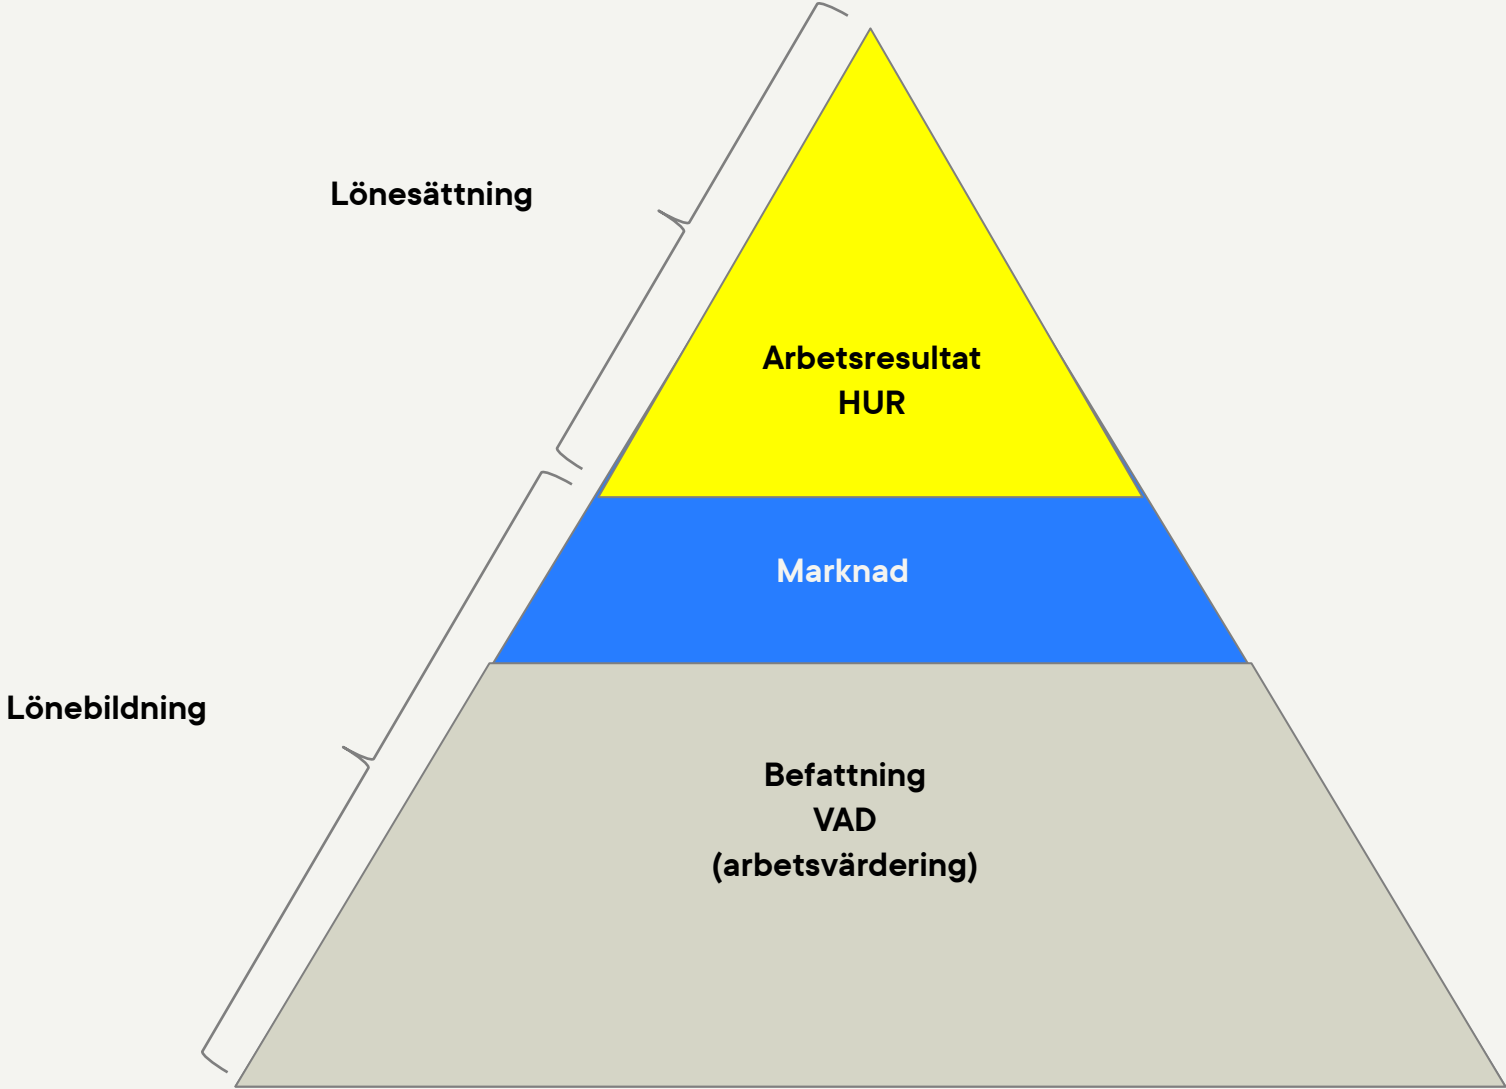 Lönesättning
Arbetsresultat
HUR
Marknad
Lönebildning
Befattning
VAD
(arbetsvärdering)